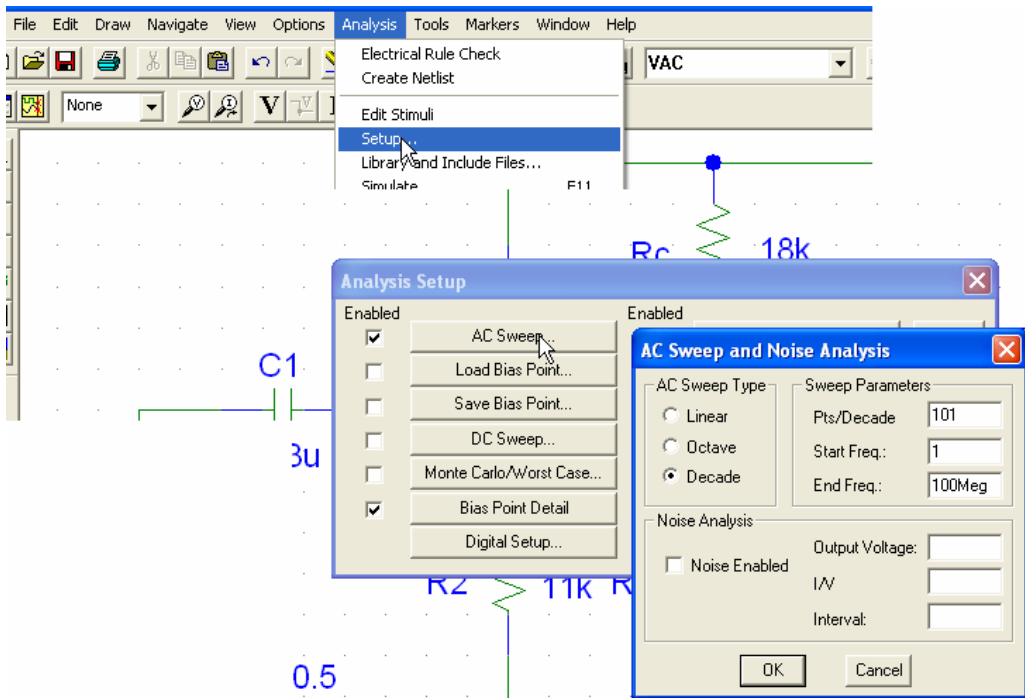 File Edit Draw Navigate View Options Analysis Tools Markers Window Help
VAC
None
V
Electrical Rule Check
Create Netlist
Edit Stimuli
Setup...
Library and Include Files...
Simulate F11
Rc 18k
C1
3u
R2 11k R
0.5
Analysis Setup
Enabled
AC Sweep...
Load Bias Point...
Save Bias Point...
DC Sweep...
Monte Carlo/Worst Case...
Bias Point Detail
Digital Setup...
Enabled
AC Sweep and Noise Analysis
AC Sweep Type
Linear
Octave
Decade
Sweep Parameters
Pts/Decade 101
Start Freq.: 1
End Freq.: 100Meg
Noise Analysis
Noise Enabled
Output Voltage:
I/V
Interval:
OK Cancel